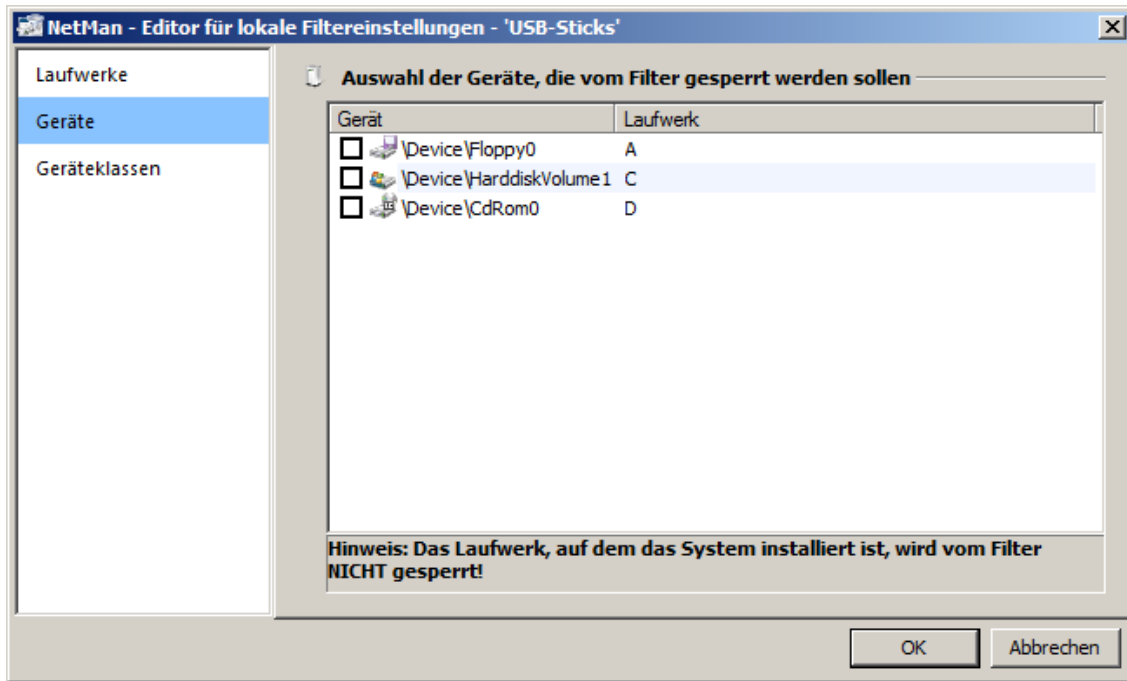 NetMan - Editor für lokale Filtereinstellungen - 'USB-Sticks'
Laufwerke
Geräte
Geräteklassen
Auswahl der Geräte, die vom Filter gesperrt werden sollen
Gerät Laufwerk
\Device\Floppy0 A
\Device\HarddiskVolume1 C
\Device\CdRom0 D
Hinweis: Das Laufwerk, auf dem das System installiert ist, wird vom Filter
NICHT gesperrt!
OK Abbrechen